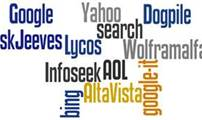 Google
Yahoo
Dogpile
search
skJeeves
Lycos
Wolframalfa
Infoseek
AOL
bing
AltaVista
google-it